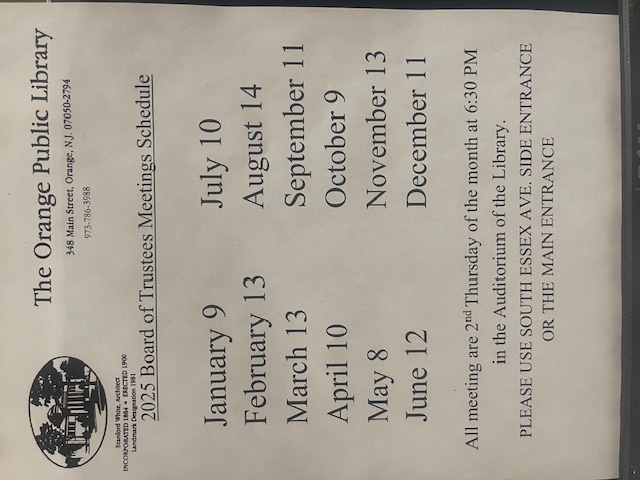 The Orange Public Library
348 Main Street, Orange, N.J. 07050-2794
973-786-3988
Stanford White, Architect
INCORPORATED 1884 • ERECTED 1900
Landmark Designation 1981
2025 Board of Trustees Meetings Schedule
January 9 July 10
February 13 August 14
March 13 September 11
April 10 October 9
May 8 November 13
June 12 December 11
All meeting are 2nd Thursday of the month at 6:30 PM
in the Auditorium of the Library.
PLEASE USE SOUTH ESSEX AVE. SIDE ENTRANCE
OR THE MAIN ENTRANCE